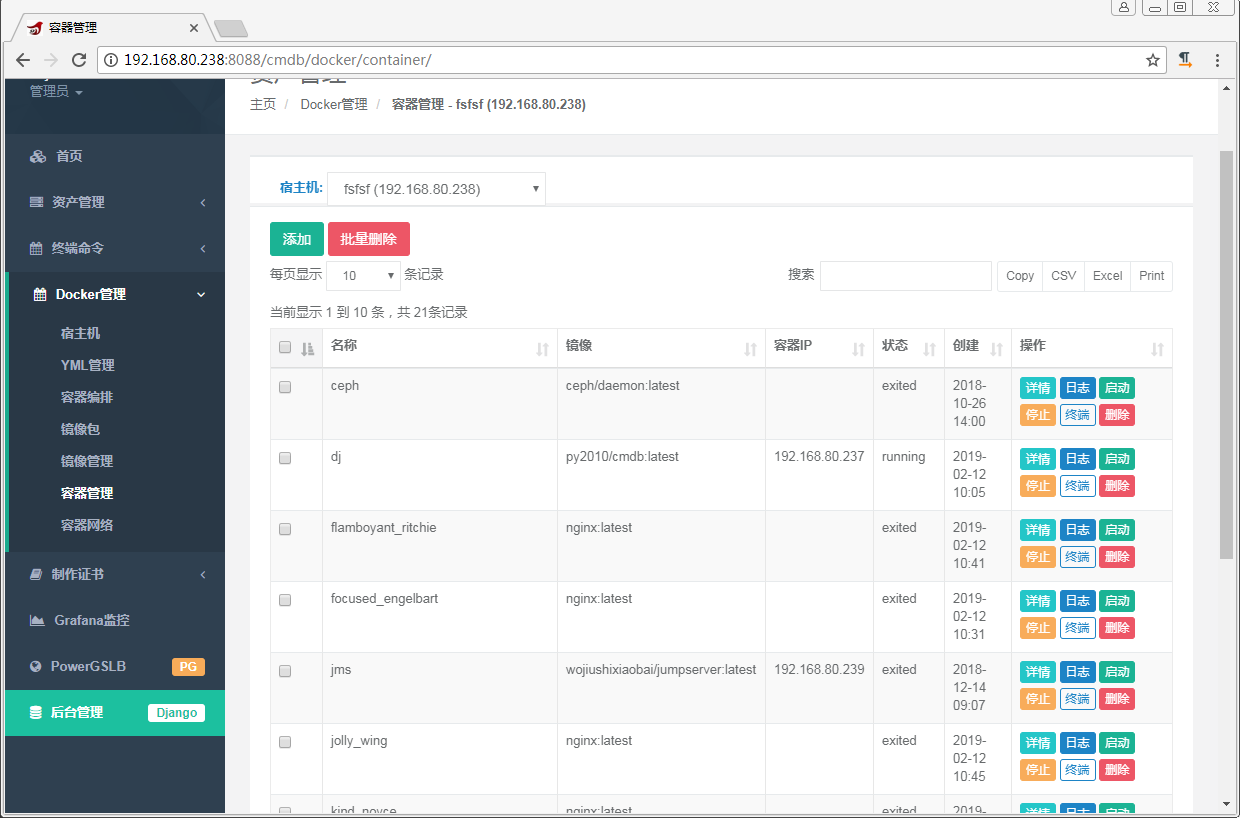 容器管理
192.168.80.238:8088/cmdb/docker/container/
管理员
首页
资产管理
终端命令
Docker管理
宿主机
YML管理
容器编排
镜像包
镜像管理
容器管理
容器网络
制作证书
Grafana监控
PowerGSLB PG
后台管理 Django
资产管理
主页 / Docker管理 / 容器管理 - fsfsf (192.168.80.238)
宿主机: fsfsf (192.168.80.238)
添加 批量删除
每页显示 10 条记录 搜索 Copy CSV Excel Print
当前显示 1 到 10 条，共 21条记录
名称 镜像 容器IP 状态 创建 操作
ceph ceph/daemon:latest exited 2018-
10-26
14:00
详情 日志 启动
停止 终端 删除
dj py2010/cmdb:latest 192.168.80.237 running 2019-
02-12
10:05
详情 日志 启动
停止 终端 删除
flamboyant_ritchie nginx:latest exited 2019-
02-12
10:41
详情 日志 启动
停止 终端 删除
focused_engelbart nginx:latest exited 2019-
02-12
10:31
详情 日志 启动
停止 终端 删除
jms wojiushixiaobai/jumpserver:latest 192.168.80.239 exited 2018-
12-14
09:07
详情 日志 启动
停止 终端 删除
jolly_wing nginx:latest exited 2019-
02-12
10:45
详情 日志 启动
停止 终端 删除
kind_noyce nginx:latest exited 2019-
详情 日志 启动